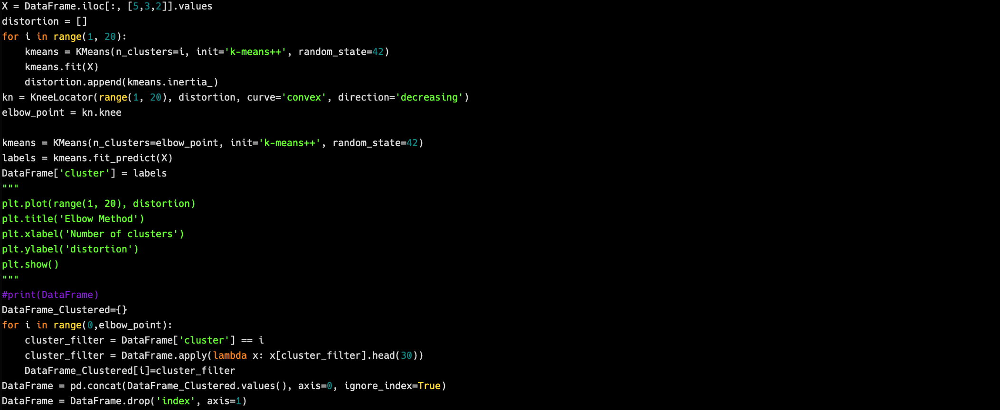 X = DataFrame.iloc[:, [5,3,2]].values
distortion = []
for i in range(1, 20):
    kmeans = KMeans(n_clusters=i, init='k-means++', random_state=42)
    kmeans.fit(X)
    distortion.append(kmeans.inertia_)
kn = KneeLocator(range(1, 20), distortion, curve='convex', direction='decreasing')
elbow_point = kn.knee

kmeans = KMeans(n_clusters=elbow_point, init='k-means++', random_state=42)
labels = kmeans.fit_predict(X)
DataFrame['cluster'] = labels
"""
plt.plot(range(1, 20), distortion)
plt.title('Elbow Method')
plt.xlabel('Number of clusters')
plt.ylabel('distortion')
plt.show()
"""
#print(DataFrame)
DataFrame_Clustered={}
for i in range(0,elbow_point):
    cluster_filter = DataFrame['cluster'] == i
    cluster_filter = DataFrame.apply(lambda x: x[cluster_filter].head(30))
    DataFrame_Clustered[i]=cluster_filter
DataFrame = pd.concat(DataFrame_Clustered.values(), axis=0, ignore_index=True)
DataFrame = DataFrame.drop('index', axis=1)